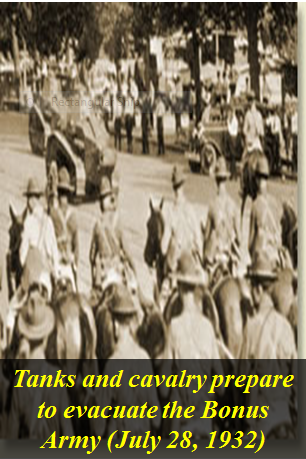 Tanks and cavalry prepare
to evacuate the Bonus
Army (July 28, 1932)